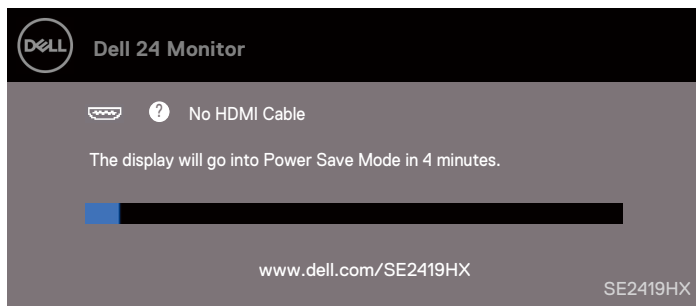 DELL
Dell 24 Monitor
? No HDMI Cable
The display will go into Power Save Mode in 4 minutes.
www.dell.com/SE2419HX
SE2419HX